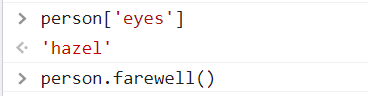 > person['eyes']
<· 'hazel'
> person.farewell()